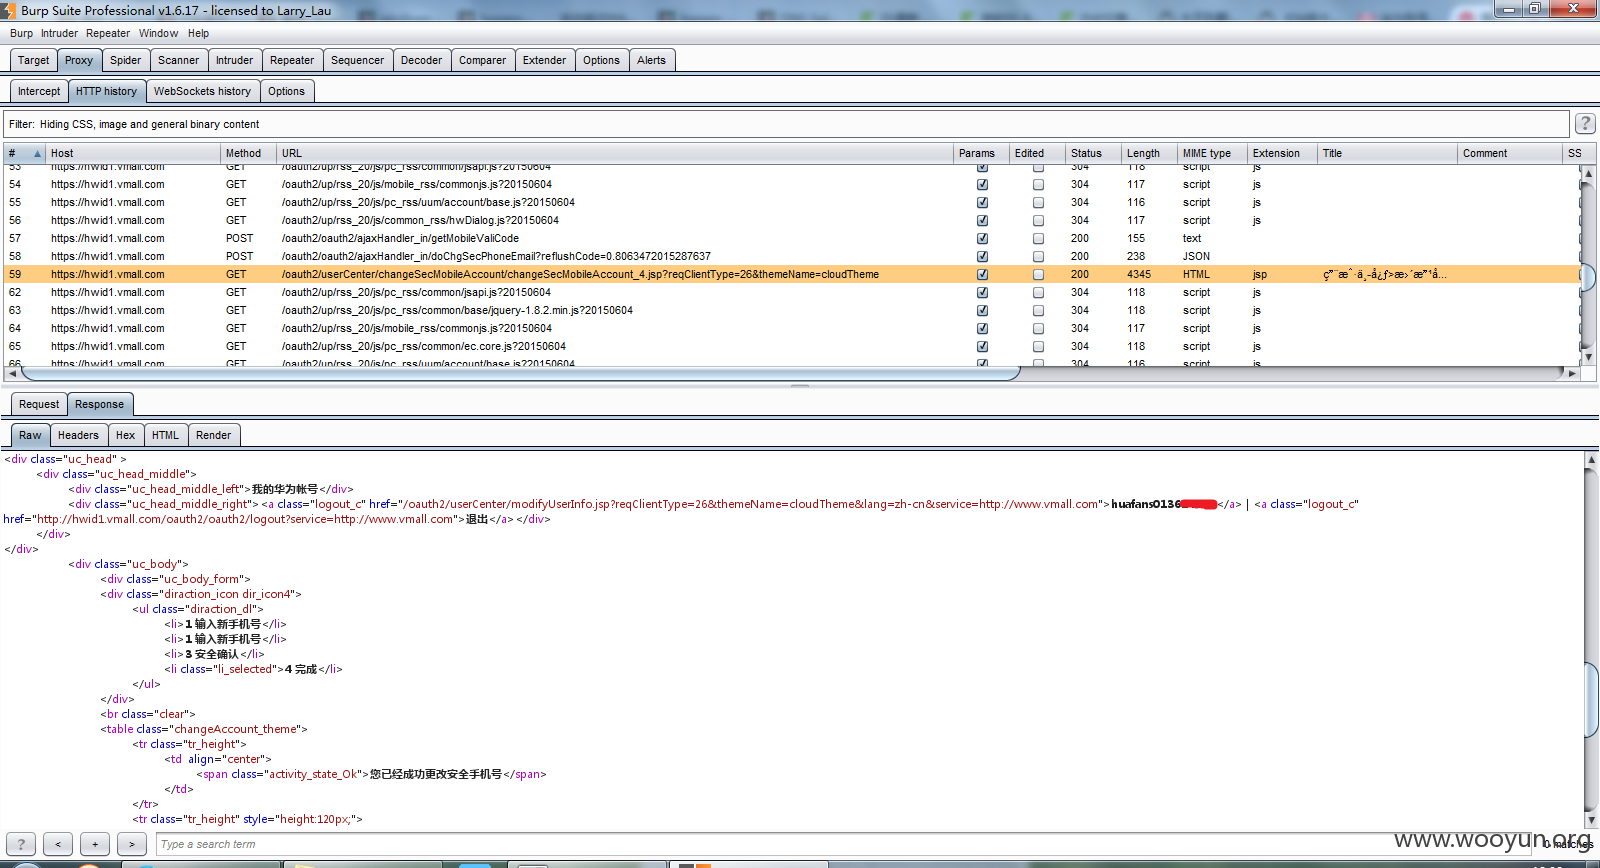 Burp Suite Professional v1.6.17 - licensed to Larry_Lau
Burp Intruder Repeater Window Help
Target Proxy Spider Scanner Intruder Repeater Sequencer Decoder Comparer Extender Options Alerts
Intercept HTTP history WebSockets history Options
Filter: Hiding CSS, image and general binary content ?
# Host Method URL Params Edited Status Length MIME type Extension Title Comment SS
53 https://hwid1.vmall.com GET /oauth2/up/rss_20/js/pc_rss/common/jsapi.js?20150604 304 118 script js
54 https://hwid1.vmall.com GET /oauth2/up/rss_20/js/mobile_rss/commonjs.js?20150604 304 117 script js
55 https://hwid1.vmall.com GET /oauth2/up/rss_20/js/pc_rss/uum/account/base.js?20150604 304 116 script js
56 https://hwid1.vmall.com GET /oauth2/up/rss_20/js/common_rss/hwDialog.js?20150604 304 117 script js
57 https://hwid1.vmall.com POST /oauth2/oauth2/ajaxHandler_in/getMobileValiCode 200 155 text
58 https://hwid1.vmall.com POST /oauth2/oauth2/ajaxHandler_in/doChgSecPhoneEmail?reflushCode=0.8063472015287637 200 238 JSON
59 https://hwid1.vmall.com GET /oauth2/userCenter/changeSecMobileAccount/changeSecMobileAccount_4.jsp?reqClientType=26&themeName=cloudTheme 200 4345 HTML jsp
62 https://hwid1.vmall.com GET /oauth2/up/rss_20/js/pc_rss/common/jsapi.js?20150604 304 118 script js
63 https://hwid1.vmall.com GET /oauth2/up/rss_20/js/pc_rss/common/base/jquery-1.8.2.min.js?20150604 304 118 script js
64 https://hwid1.vmall.com GET /oauth2/up/rss_20/js/mobile_rss/commonjs.js?20150604 304 117 script js
65 https://hwid1.vmall.com GET /oauth2/up/rss_20/js/pc_rss/common/ec.core.js?20150604 304 118 script js
66 https://hwid1.vmall.com GET /oauth2/up/rss_20/js/pc_rss/uum/account/base.js?20150604 304 116 script js
Request Response
Raw Headers Hex HTML Render
<div class="uc_head" >
<div class="uc_head_middle">
<div class="uc_head_middle_left">我的华为帐号</div>
<div class="uc_head_middle_right"><a class="logout_c" href="/oauth2/userCenter/modifyUserInfo.jsp?reqClientType=26&themeName=cloudTheme&lang=zh-cn&service=http://www.vmall.com">huafans0136</a> | <a class="logout_c"
href="http://hwid1.vmall.com/oauth2/oauth2/logout?service=http://www.vmall.com">退出</a></div>
</div>
</div>
<div class="uc_body">
<div class="uc_body_form">
<div class="diraction_icon dir_icon4">
<ul class="diraction_dl">
<li>1 输入新手机号</li>
<li>1 输入新手机号</li>
<li>3 安全确认</li>
<li class="li_selected">4 完成</li>
</ul>
</div>
<br class="clear">
<table class="changeAccount_theme">
<tr class="tr_height">
<td align="center">
<span class="activity_state_Ok">您已经成功更改安全手机号</span>
</td>
</tr>
<tr class="tr_height" style="height:120px;">
? < + > Type a search term 0 matches
www.wooyun.org